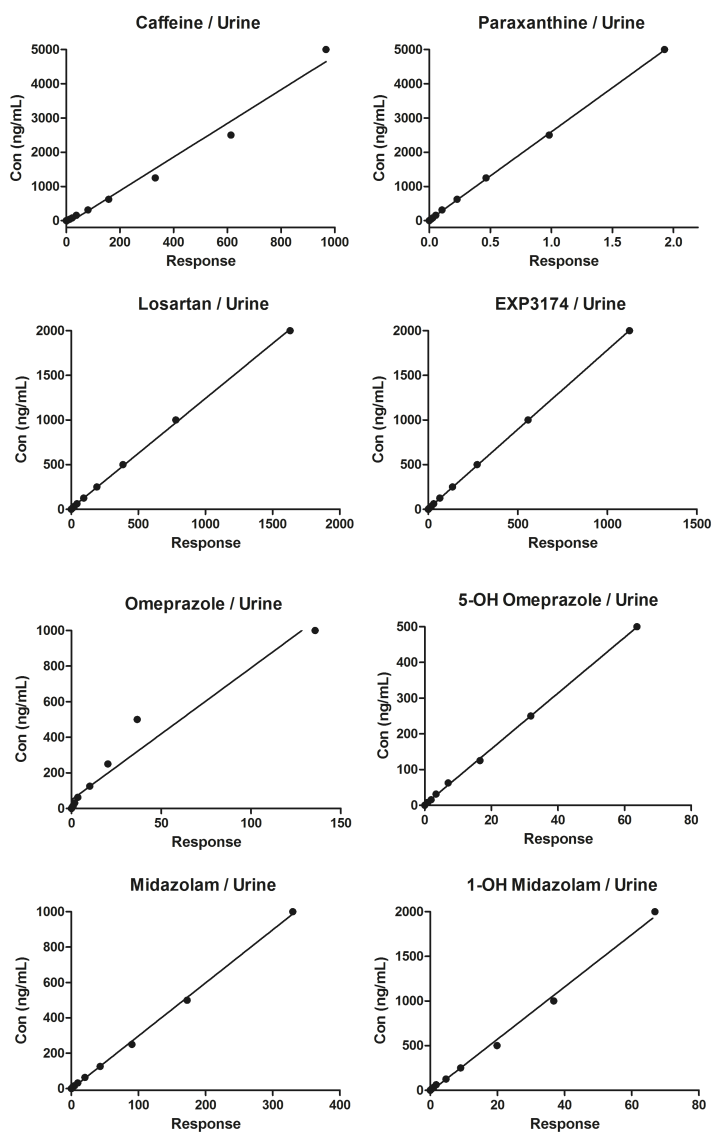 Caffeine / Urine
5000
4000
3000
2000
1000
0
Con (ng/mL)
0 200 400 600 800 1000
Response
Paraxanthine / Urine
5000
4000
3000
2000
1000
0
Con (ng/mL)
0.0 0.5 1.0 1.5 2.0
Response
Losartan / Urine
2000
1500
1000
500
0
Con (ng/mL)
0 500 1000 1500 2000
Response
EXP3174 / Urine
2000
1500
1000
500
0
Con (ng/mL)
0 500 1000 1500
Response
Omeprazole / Urine
1000
800
600
400
200
0
Con (ng/mL)
0 50 100 150
Response
5-OH Omeprazole / Urine
500
400
300
200
100
0
Con (ng/mL)
0 20 40 60 80
Response
Midazolam / Urine
1000
800
600
400
200
0
Con (ng/mL)
0 100 200 300 400
Response
1-OH Midazolam / Urine
2000
1500
1000
500
0
Con (ng/mL)
0 20 40 60 80
Response